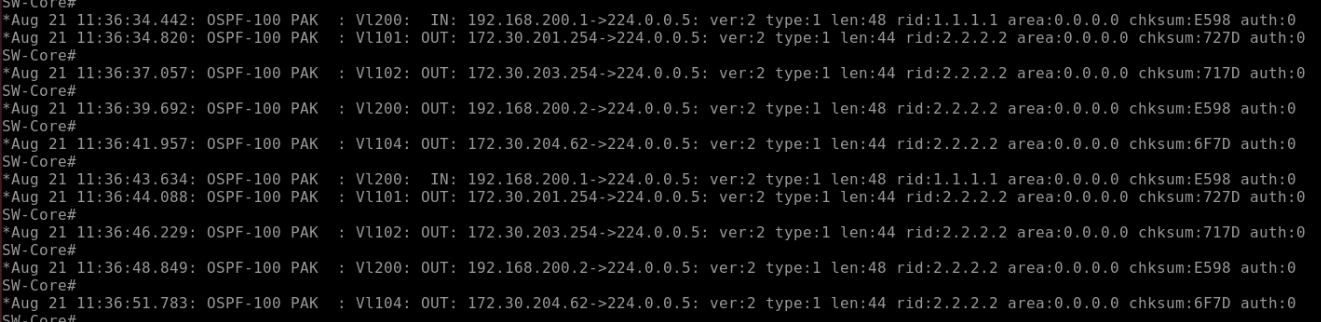 SW-Core#
*Aug 21 11:36:34.442: OSPF-100 PAK  : Vl200:  IN: 192.168.200.1->224.0.0.5: ver:2 type:1 len:48 rid:1.1.1.1 area:0.0.0.0 chksum:E598 auth:0
*Aug 21 11:36:34.820: OSPF-100 PAK  : Vl101: OUT: 172.30.201.254->224.0.0.5: ver:2 type:1 len:44 rid:2.2.2.2 area:0.0.0.0 chksum:727D auth:0
SW-Core#
*Aug 21 11:36:37.057: OSPF-100 PAK  : Vl102: OUT: 172.30.203.254->224.0.0.5: ver:2 type:1 len:44 rid:2.2.2.2 area:0.0.0.0 chksum:717D auth:0
SW-Core#
*Aug 21 11:36:39.692: OSPF-100 PAK  : Vl200: OUT: 192.168.200.2->224.0.0.5: ver:2 type:1 len:48 rid:2.2.2.2 area:0.0.0.0 chksum:E598 auth:0
SW-Core#
*Aug 21 11:36:41.957: OSPF-100 PAK  : Vl104: OUT: 172.30.204.62->224.0.0.5: ver:2 type:1 len:44 rid:2.2.2.2 area:0.0.0.0 chksum:6F7D auth:0
SW-Core#
*Aug 21 11:36:43.634: OSPF-100 PAK  : Vl200:  IN: 192.168.200.1->224.0.0.5: ver:2 type:1 len:48 rid:1.1.1.1 area:0.0.0.0 chksum:E598 auth:0
*Aug 21 11:36:44.088: OSPF-100 PAK  : Vl101: OUT: 172.30.201.254->224.0.0.5: ver:2 type:1 len:44 rid:2.2.2.2 area:0.0.0.0 chksum:727D auth:0
SW-Core#
*Aug 21 11:36:46.229: OSPF-100 PAK  : Vl102: OUT: 172.30.203.254->224.0.0.5: ver:2 type:1 len:44 rid:2.2.2.2 area:0.0.0.0 chksum:717D auth:0
SW-Core#
*Aug 21 11:36:48.849: OSPF-100 PAK  : Vl200: OUT: 192.168.200.2->224.0.0.5: ver:2 type:1 len:48 rid:2.2.2.2 area:0.0.0.0 chksum:E598 auth:0
SW-Core#
*Aug 21 11:36:51.783: OSPF-100 PAK  : Vl104: OUT: 172.30.204.62->224.0.0.5: ver:2 type:1 len:44 rid:2.2.2.2 area:0.0.0.0 chksum:6F7D auth:0
SW-Core#